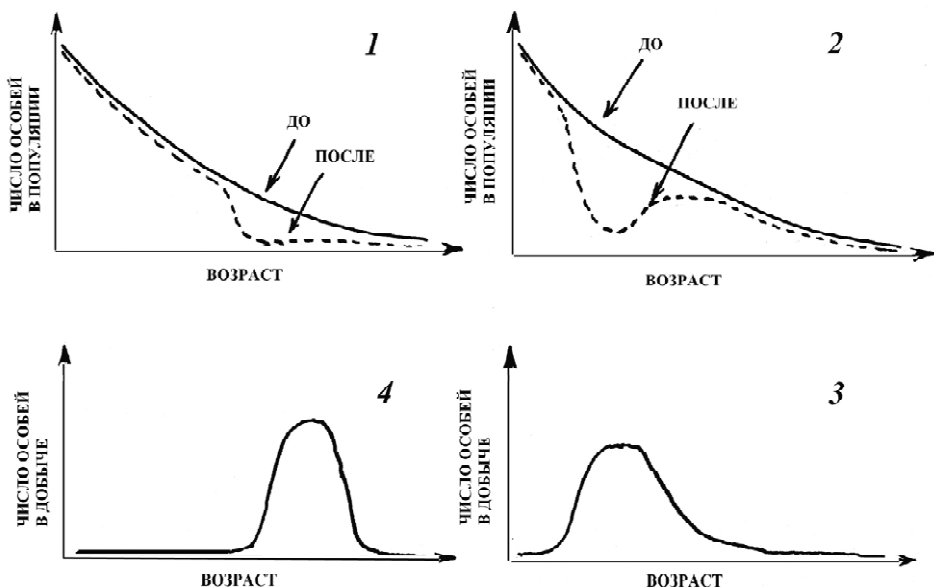 ЧИСЛО ОСОБЕЙ
В ПОПУЛЯЦИИ
1
ДО
ПОСЛЕ
ВОЗРАСТ
ЧИСЛО ОСОБЕЙ
В ПОПУЛЯЦИИ
2
ДО
ПОСЛЕ
ВОЗРАСТ
ЧИСЛО ОСОБЕЙ
В ДОБЫЧЕ
4
ВОЗРАСТ
ЧИСЛО ОСОБЕЙ
В ДОБЫЧЕ
3
ВОЗРАСТ